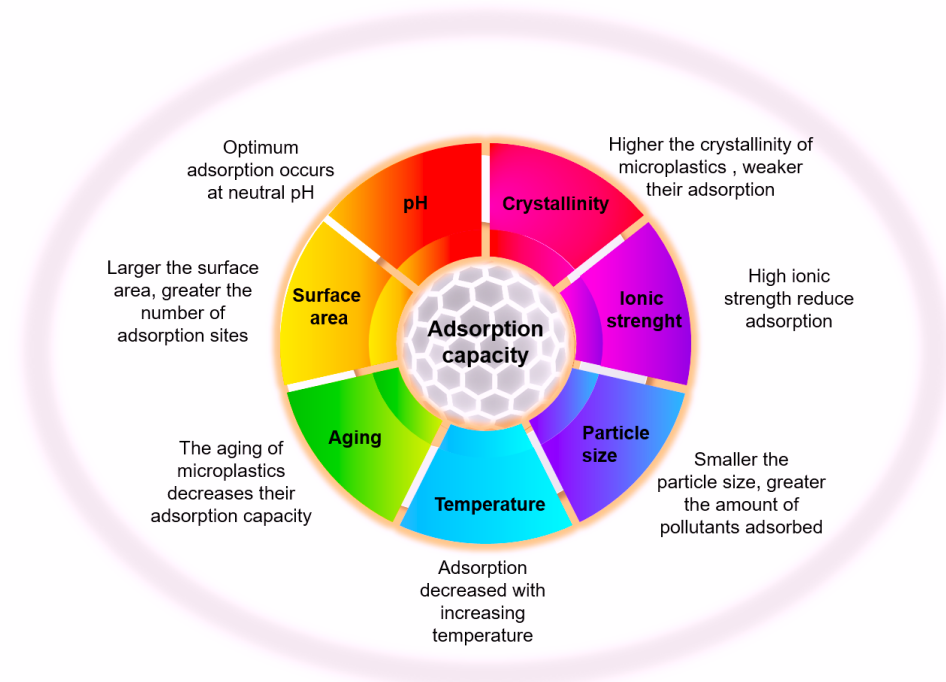 Optimum
adsorption occurs
at neutral pH
Higher the crystallinity of
microplastics , weaker
their adsorption
pH
Crystallinity
Larger the surface
area, greater the
number of
adsorption sites
Surface
area
Ionic
strenght
High ionic
strength reduce
adsorption
Adsorption
capacity
The aging of
microplastics
decreases their
adsorption capacity
Aging
Particle
size
Smaller the
particle size, greater
the amount of
pollutants adsorbed
Temperature
Adsorption
decreased with
increasing
temperature